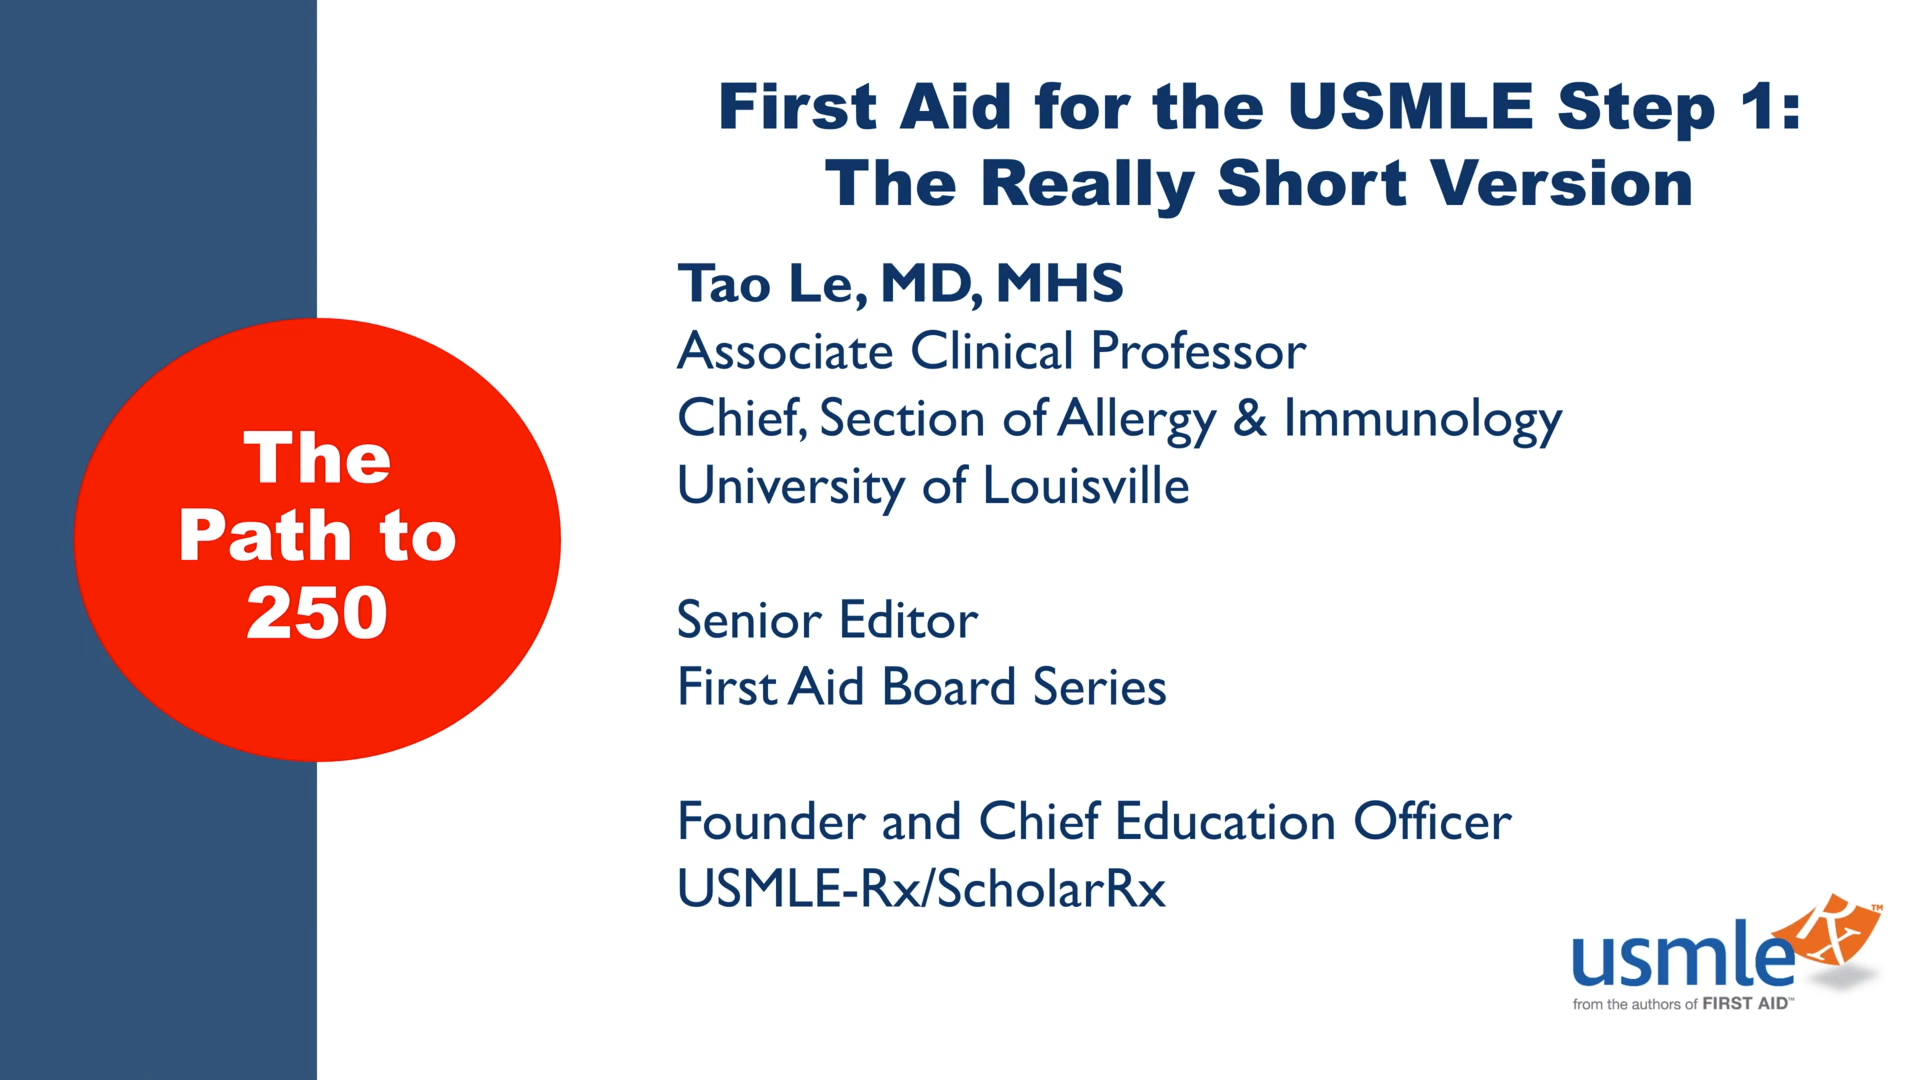 First Aid for the USMLE Step 1:
The Really Short Version
Tao Le, MD, MHS
Associate Clinical Professor
Chief, Section of Allergy & Immunology
University of Louisville
Senior Editor
First Aid Board Series
Founder and Chief Education Officer
USMLE-Rx/ScholarRx
The
Path to
250
usmle Rx™
from the authors of FIRST AID™